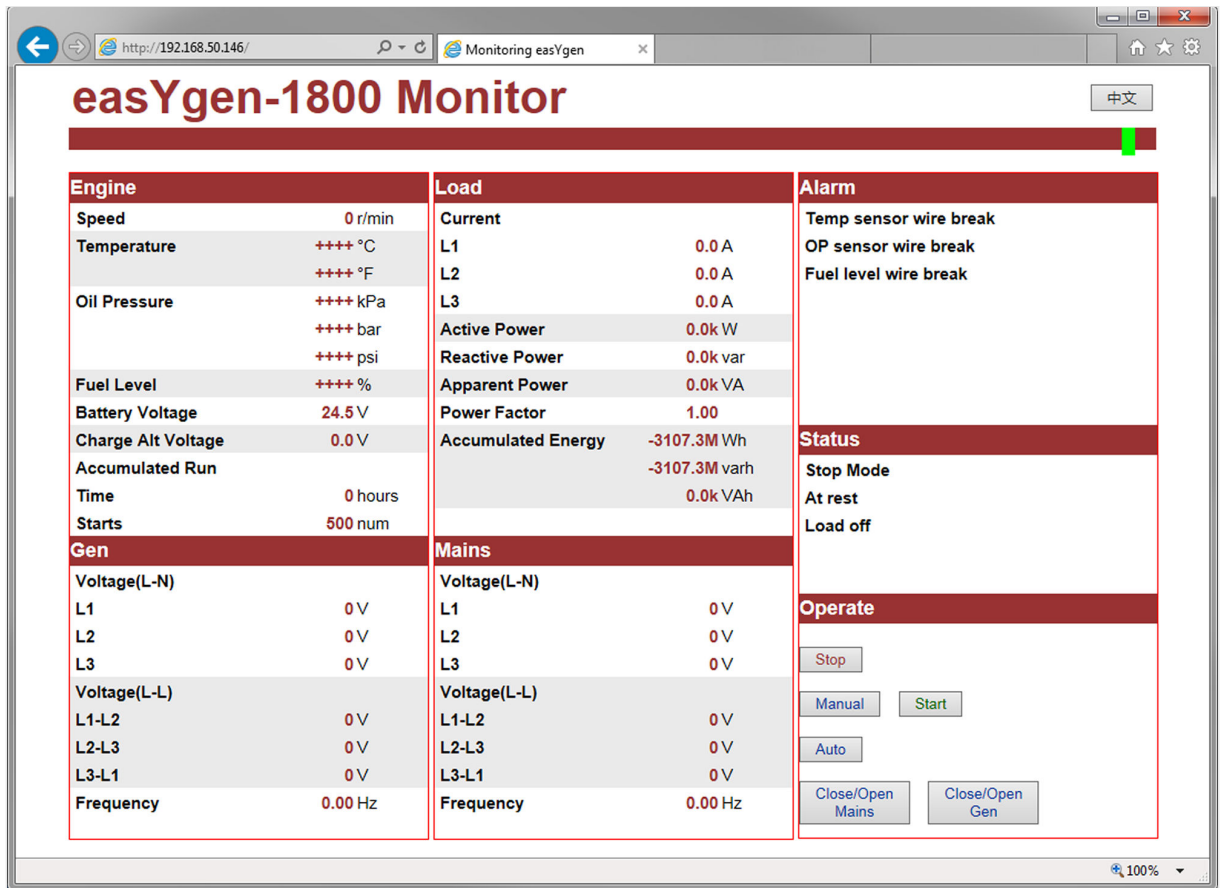 http://192.168.50.146/
Monitoring easYgen
easYgen-1800 Monitor
中文
Engine
Speed 0 r/min
Temperature ++++ °C
++++ °F
Oil Pressure ++++ kPa
++++ bar
++++ psi
Fuel Level ++++ %
Battery Voltage 24.5 V
Charge Alt Voltage 0.0 V
Accumulated Run
Time 0 hours
Starts 500 num
Load
Current
L1 0.0 A
L2 0.0 A
L3 0.0 A
Active Power 0.0k W
Reactive Power 0.0k var
Apparent Power 0.0k VA
Power Factor 1.00
Accumulated Energy -3107.3M Wh
-3107.3M varh
0.0k VAh
Alarm
Temp sensor wire break
OP sensor wire break
Fuel level wire break
Status
Stop Mode
At rest
Load off
Gen
Voltage(L-N)
L1 0 V
L2 0 V
L3 0 V
Voltage(L-L)
L1-L2 0 V
L2-L3 0 V
L3-L1 0 V
Frequency 0.00 Hz
Mains
Voltage(L-N)
L1 0 V
L2 0 V
L3 0 V
Voltage(L-L)
L1-L2 0 V
L2-L3 0 V
L3-L1 0 V
Frequency 0.00 Hz
Operate
Stop
Manual Start
Auto
Close/Open
Mains
Close/Open
Gen
100%